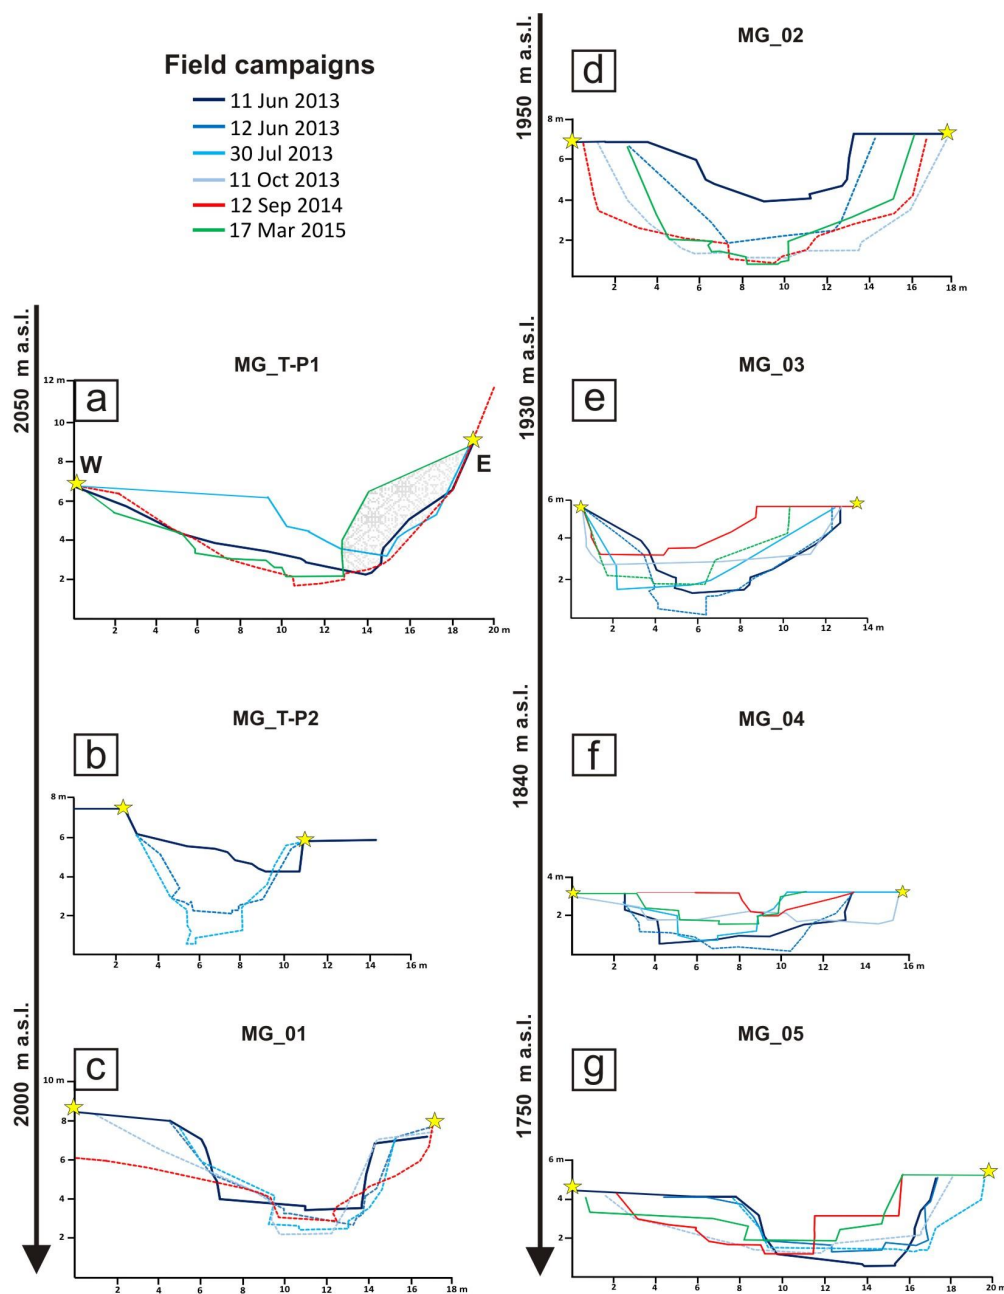 Field campaigns
11 Jun 2013
12 Jun 2013
30 Jul 2013
11 Oct 2013
12 Sep 2014
17 Mar 2015
2050 m a.s.l.
MG_T-P1
a
12 m
10
8
6
4
2
W
E
2 4 6 8 10 12 14 16 18 20 m
MG_T-P2
b
8 m
6
4
2
2 4 6 8 10 12 14 16 m
2000 m a.s.l.
MG_01
c
10 m
8
6
4
2
2 4 6 8 10 12 14 16 18 m
1950 m a.s.l.
MG_02
d
8 m
6
4
2
2 4 6 8 10 12 14 16 18 m
1930 m a.s.l.
MG_03
e
6 m
4
2
2 4 6 8 10 12 14 m
1840 m a.s.l.
MG_04
f
4 m
2
2 4 6 8 10 12 14 16 m
1750 m a.s.l.
MG_05
g
6 m
4
2
2 4 6 8 10 12 14 16 18 20 m